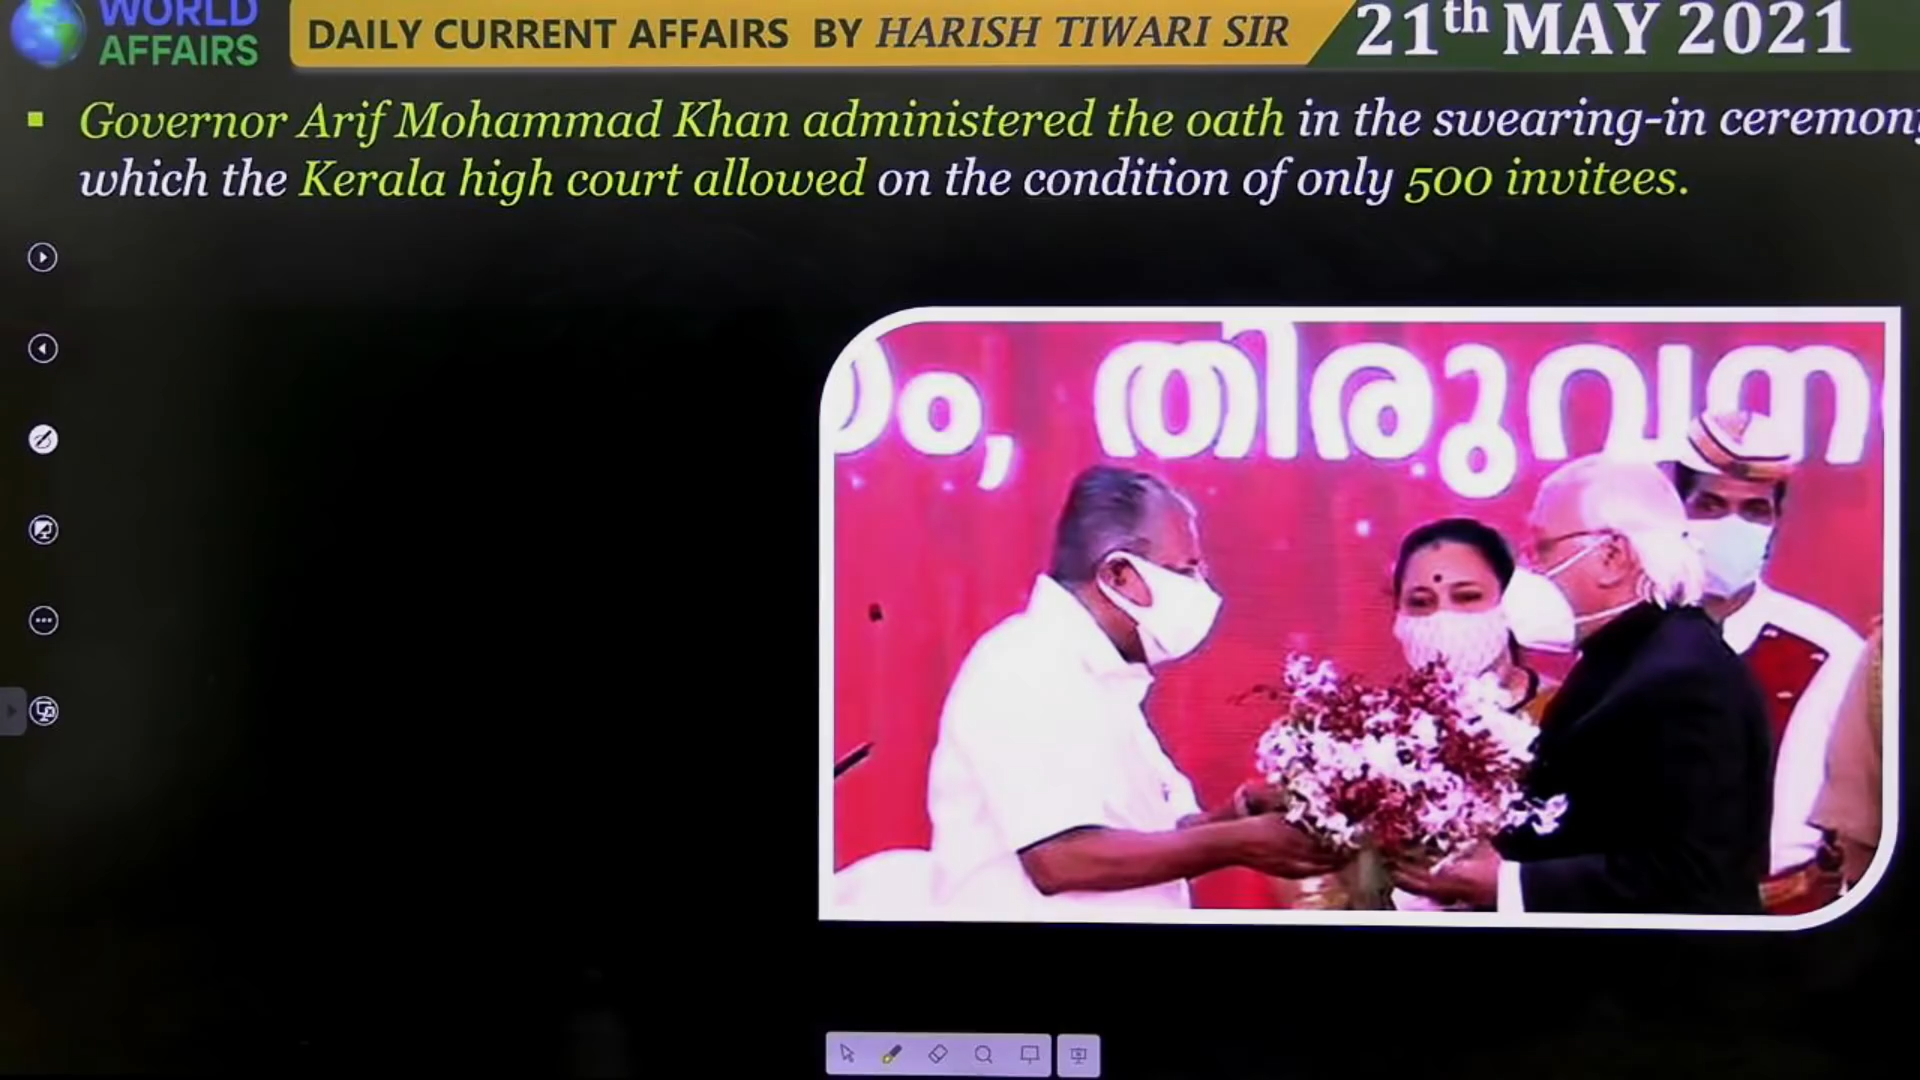 WORLD
AFFAIRS
DAILY CURRENT AFFAIRS BY HARISH TIWARI SIR
21th MAY 2021
Governor Arif Mohammad Khan administered the oath in the swearing-in ceremony
which the Kerala high court allowed on the condition of only 500 invitees.
തിരുവന